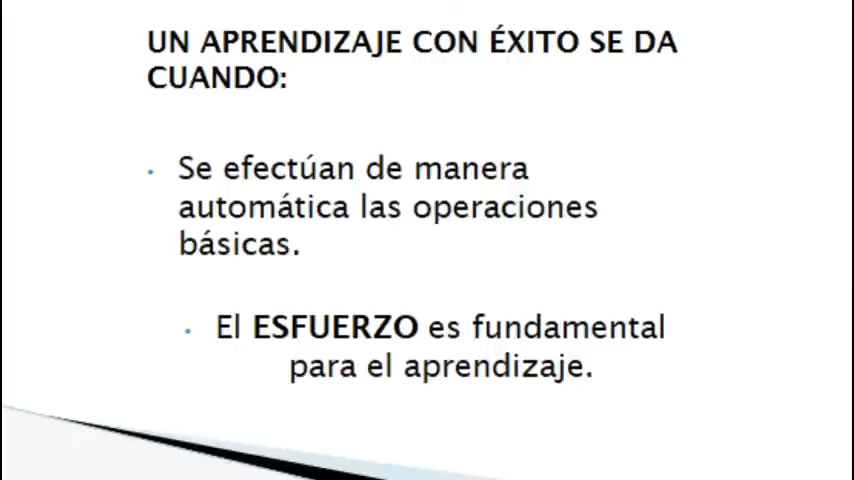 UN APRENDIZAJE CON ÉXITO SE DA
CUANDO:
• Se efectúan de manera
automática las operaciones
básicas.
• El ESFUERZO es fundamental
para el aprendizaje.